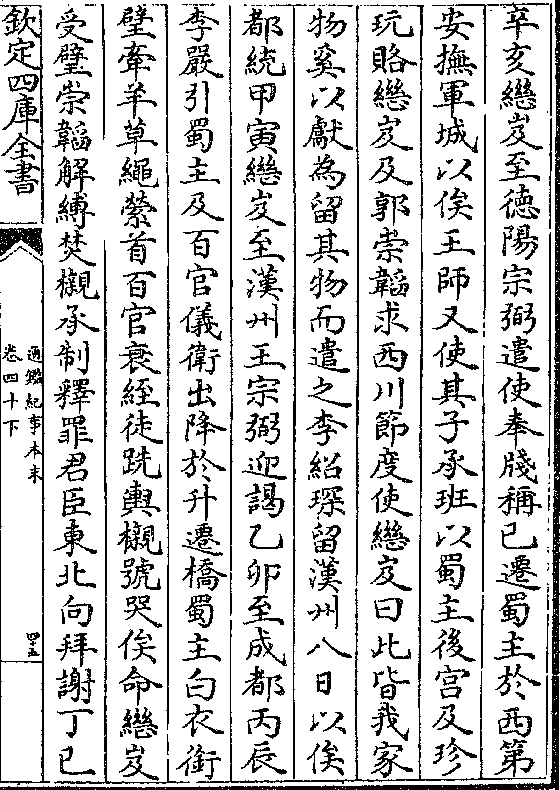 辛亥繼岌至德陽宗弼遣使奉牋稱已遷蜀主於西第
安撫軍城以俟王師又使其子承班以蜀主後宮及珍
玩賂繼岌及郭崇韜求西川節度使繼岌曰此皆我家
物奚以獻為留其物而遣之李紹琛留漢州八日以俟
都統甲寅繼岌至漢州王宗弼迎謁乙卯至成都丙辰
李嚴引蜀主及百官儀衛出降於升遷橋蜀主白衣銜
璧牽羊草繩縈首百官衰絰徒跣輿櫬號哭俟命繼岌
受璧崇韜解縛焚櫬承制釋罪君臣東北向拜謝丁巳
欽定四庫全書
通鑑紀事本末
卷四十下
四十五